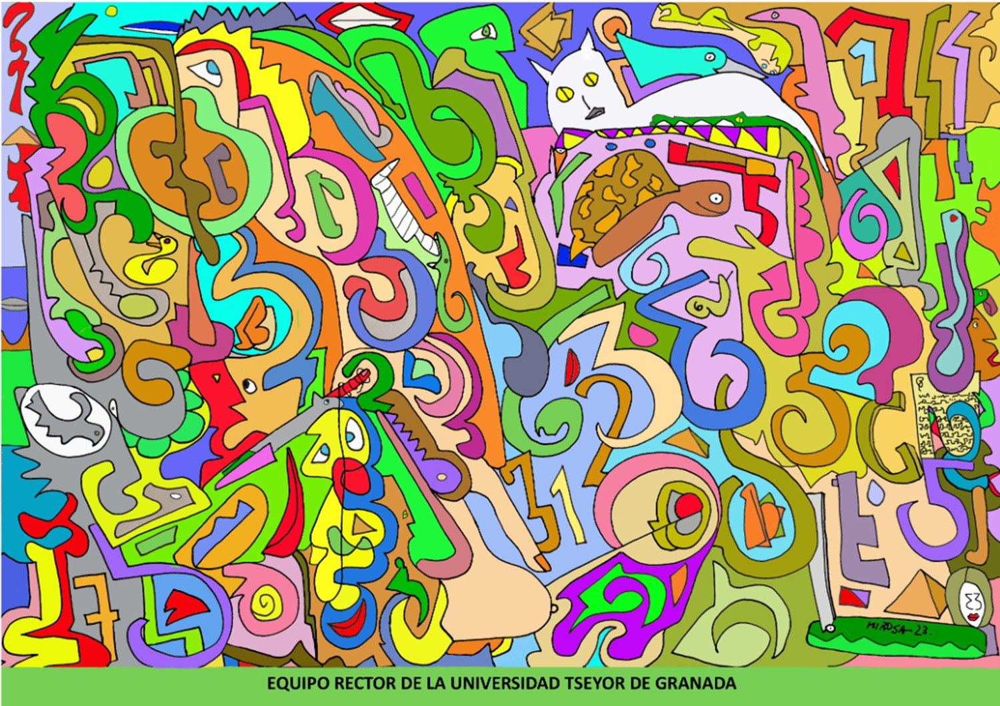 MIROSA-23.
EQUIPO RECTOR DE LA UNIVERSIDAD TSEYOR DE GRANADA